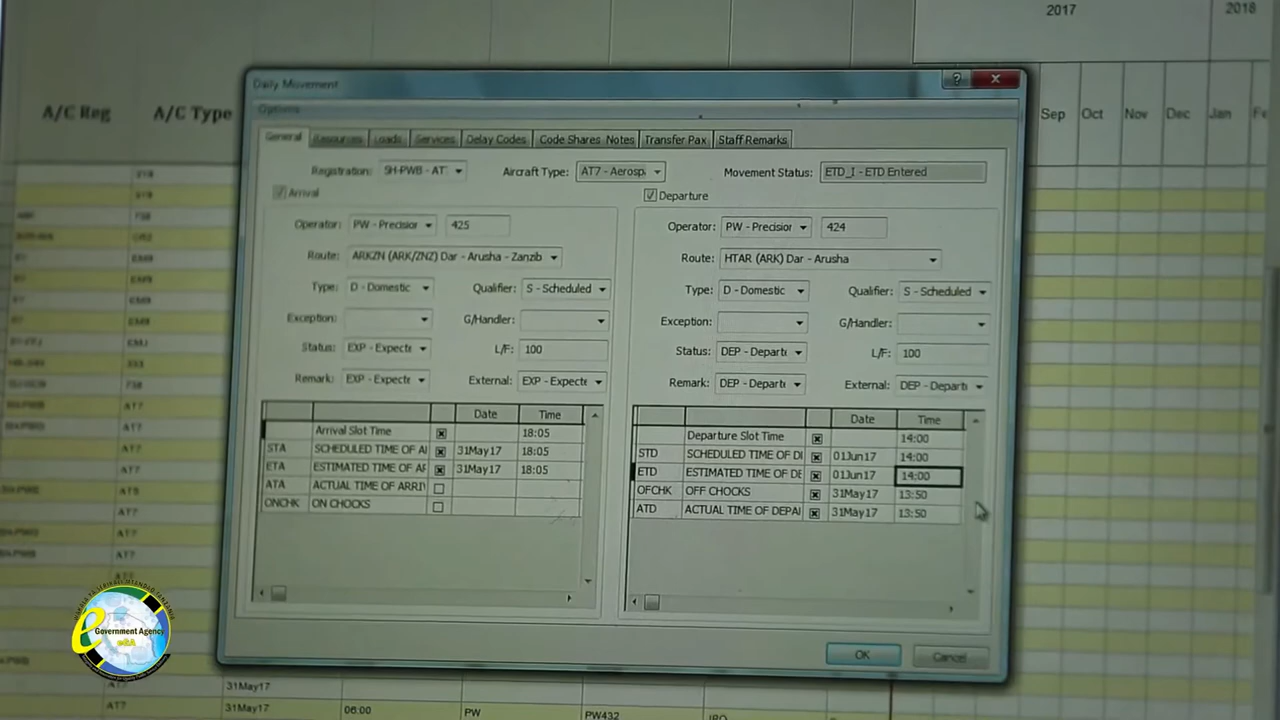 2017 2018
A/C Reg A/C Type
Sep Oct Nov Dec Jan
Daily Movement
Options
General Resources Loads Services Delay Codes Code Shares Notes Transfer Pax Staff Remarks
Registration: 5H-PWB - AT Aircraft Type: AT7 - Aerosp. Movement Status: ETD_I - ETD Entered
Arrival
Operator: PW - Precisior 425
Route: ARKZN (ARK/ZNZ) Dar - Arusha - Zanzib
Type: D - Domestic Qualifier: S - Scheduled
Exception: G/Handler:
Status: EXP - Expecte L/F: 100
Remark: EXP - Expecte External: EXP - Expecte
Date Time
Arrival Slot Time 18:05
STA SCHEDULED TIME OF AI 31May17 18:05
ETA ESTIMATED TIME OF AF 31May17 18:05
ATA ACTUAL TIME OF ARRI
ONCHK ON CHOCKS
Departure
Operator: PW - Precisior 424
Route: HTAR (ARK) Dar - Arusha
Type: D - Domestic Qualifier: S - Scheduled
Exception: G/Handler:
Status: DEP - Departe L/F: 100
Remark: DEP - Departe External: DEP - Departe
Date Time
Departure Slot Time 14:00
STD SCHEDULED TIME OF DI 01Jun17 14:00
ETD ESTIMATED TIME OF DE 01Jun17 14:00
OFCHK OFF CHOCKS 31May17 13:50
ATD ACTUAL TIME OF DEPAI 31May17 13:50
OK Cancel
AT7 31May17
AT7 31May17 06:00 PW PW432 JRO
e Government Agency
eGA